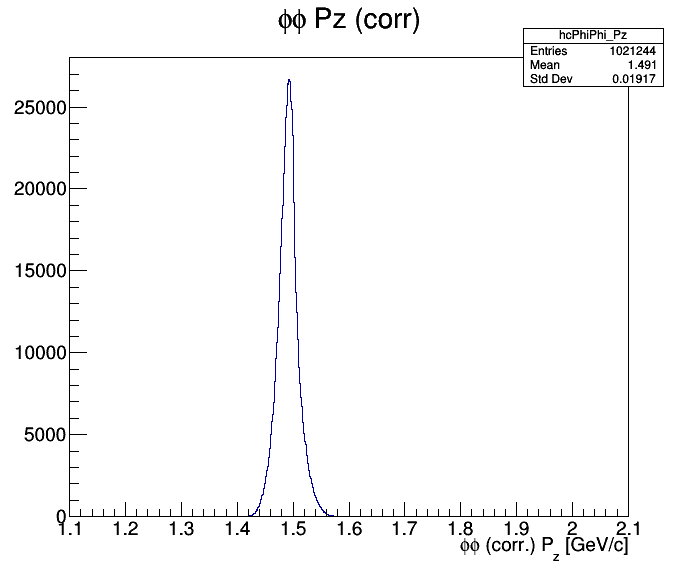 ϕϕ Pz (corr)
hcPhiPhi_Pz
Entries 1021244
Mean 1.491
Std Dev 0.01917
25000
20000
15000
10000
5000
0
1.1 1.2 1.3 1.4 1.5 1.6 1.7 1.8 1.9 2 2.1
ϕϕ (corr.) P_z [GeV/c]